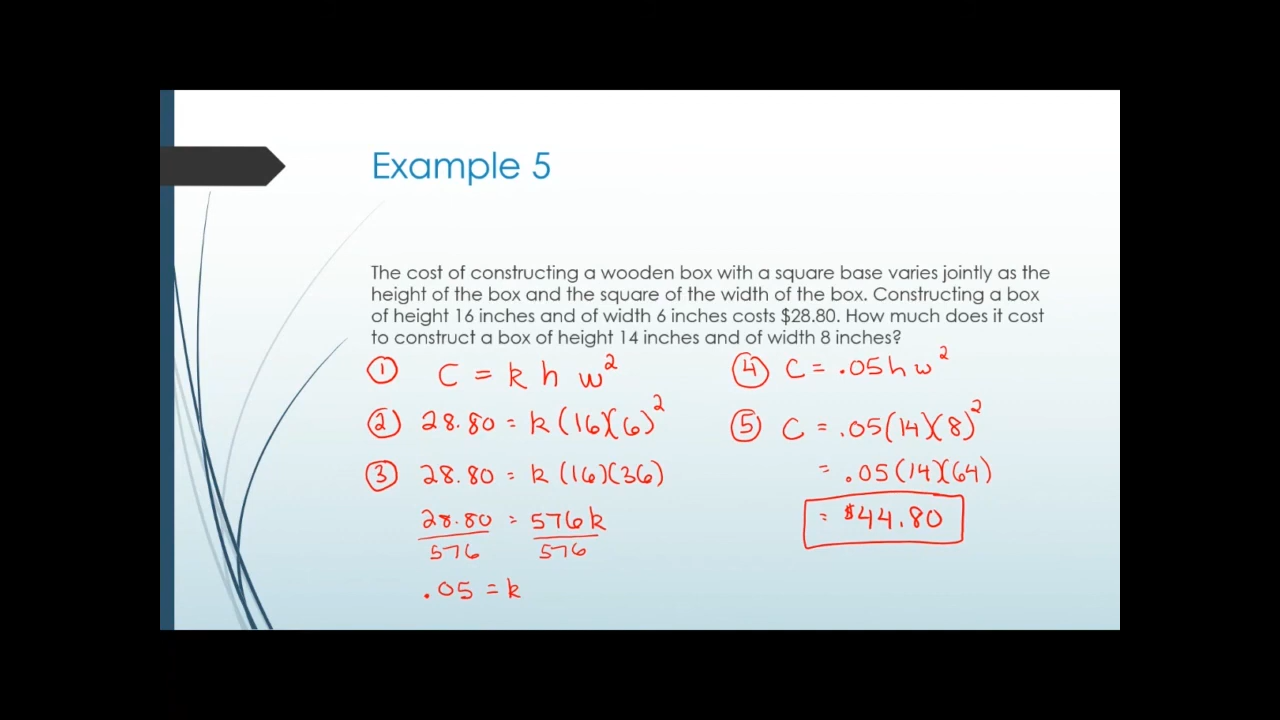 Example 5
The cost of constructing a wooden box with a square base varies jointly as the
height of the box and the square of the width of the box. Constructing a box
of height 16 inches and of width 6 inches costs $28.80. How much does it cost
to construct a box of height 14 inches and of width 8 inches?
① C = k h w²
② 28.80 = k (16)(6)²
③ 28.80 = k (16)(36)
28.80 = 576k
576 576
.05 = k
④ C = .05 h w²
⑤ C = .05(14)(8)²
= .05(14)(64)
= $44.80